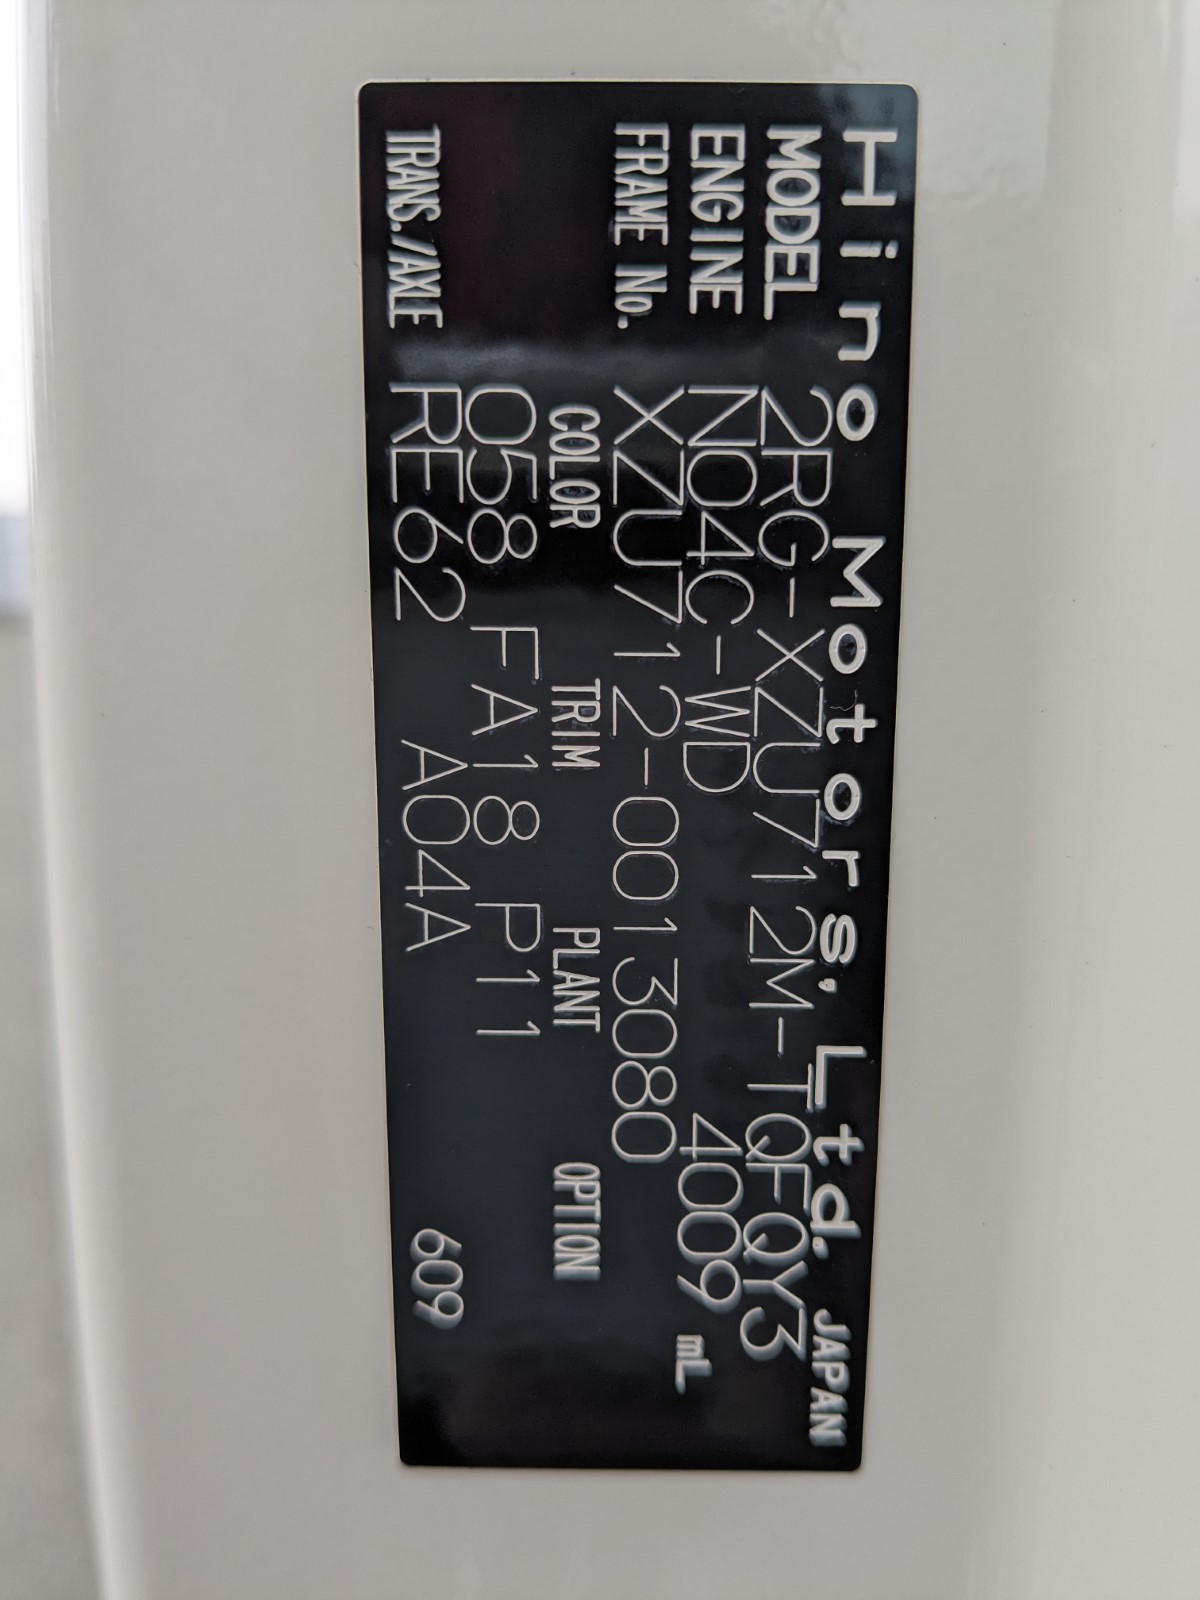 Hino Motors, Ltd. JAPAN
MODEL 2RG-XZU712M-TQFQY3
ENGINE N04C-WD 4009 mL
FRAME No. XZU712-0013080
COLOR TRIM PLANT OPTION
058 FA18 P11
TRANS./AXLE RE62 A04A 609